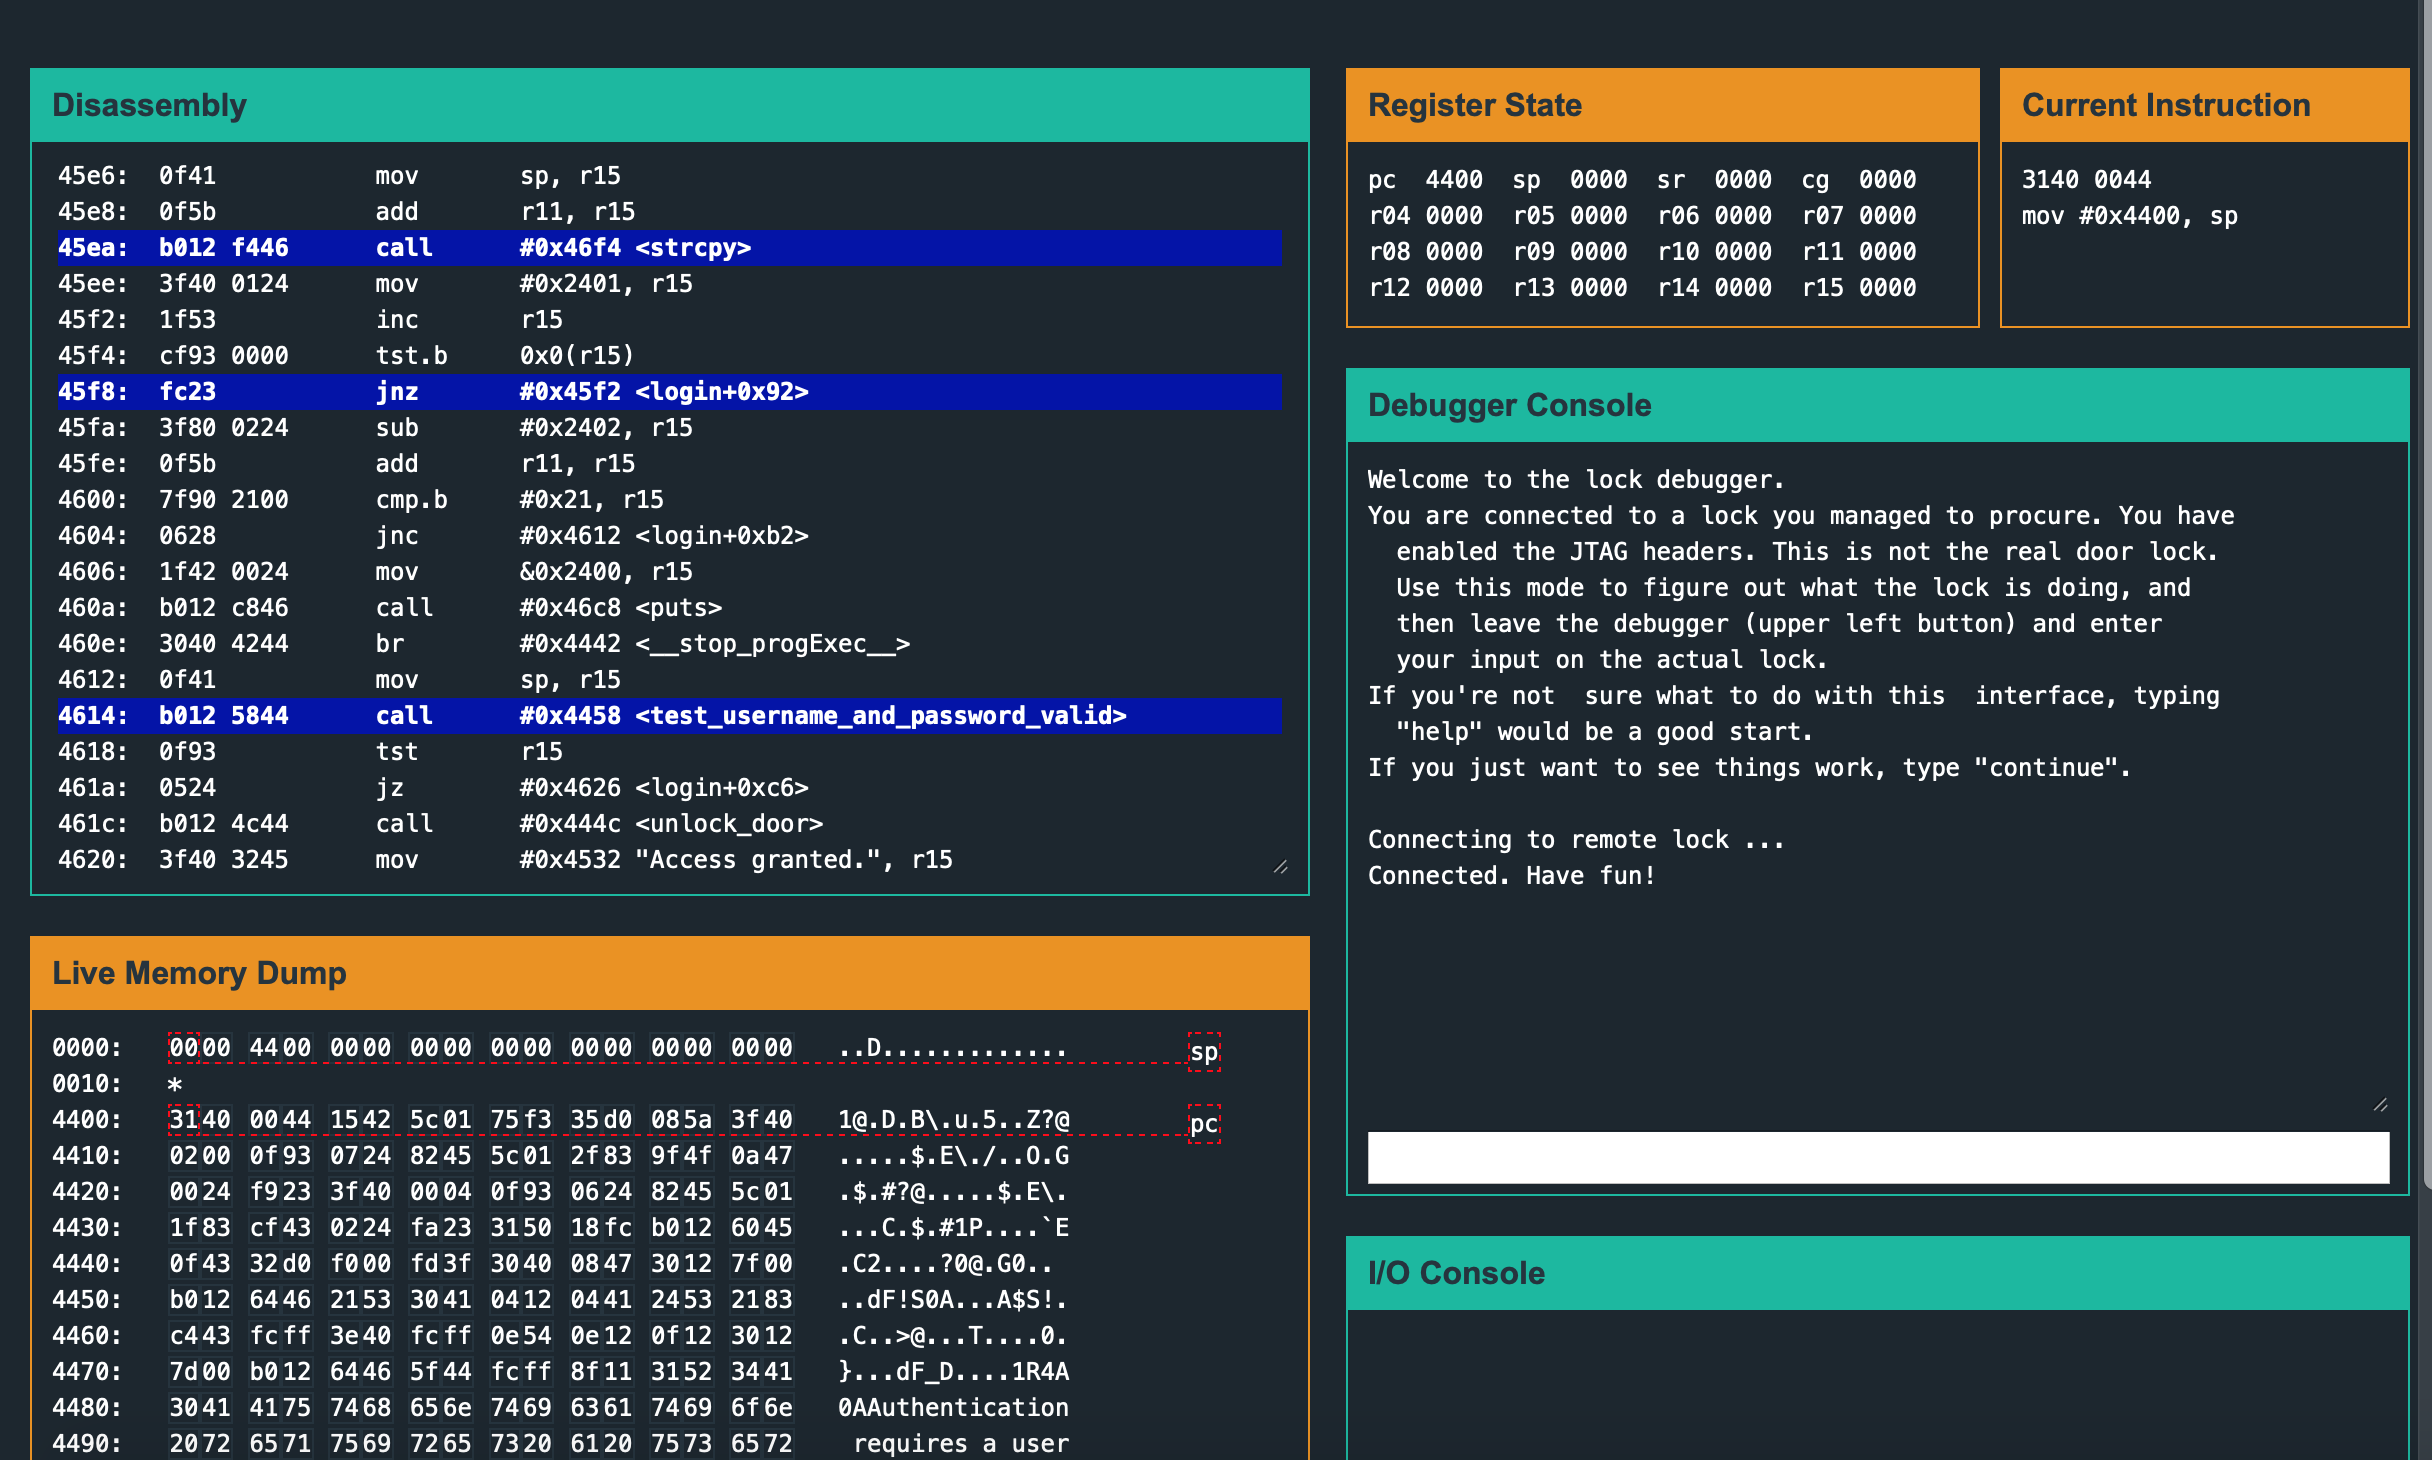 Disassembly
45e6:  0f41           mov       sp, r15
45e8:  0f5b           add       r11, r15
45ea:  b012 f446      call      #0x46f4 <strcpy>
45ee:  3f40 0124      mov       #0x2401, r15
45f2:  1f53           inc       r15
45f4:  cf93 0000      tst.b     0x0(r15)
45f8:  fc23           jnz       #0x45f2 <login+0x92>
45fa:  3f80 0224      sub       #0x2402, r15
45fe:  0f5b           add       r11, r15
4600:  7f90 2100      cmp.b     #0x21, r15
4604:  0628           jnc       #0x4612 <login+0xb2>
4606:  1f42 0024      mov       &0x2400, r15
460a:  b012 c846      call      #0x46c8 <puts>
460e:  3040 4244      br        #0x4442 <__stop_progExec__>
4612:  0f41           mov       sp, r15
4614:  b012 5844      call      #0x4458 <test_username_and_password_valid>
4618:  0f93           tst       r15
461a:  0524           jz        #0x4626 <login+0xc6>
461c:  b012 4c44      call      #0x444c <unlock_door>
4620:  3f40 3245      mov       #0x4532 "Access granted.", r15
Live Memory Dump
0000:   0000 4400 0000 0000 0000 0000 0000 0000   ..D.............   sp
0010:   *
4400:   3140 0044 1542 5c01 75f3 35d0 085a 3f40   1@.D.B\.u.5..Z?@   pc
4410:   0200 0f93 0724 8245 5c01 2f83 9f4f 0a47   .....$.E\./..O.G
4420:   0024 f923 3f40 0004 0f93 0624 8245 5c01   .$.#?@.....$.E\.
4430:   1f83 cf43 0224 fa23 3150 18fc b012 6045   ...C.$.#1P....`E
4440:   0f43 32d0 f000 fd3f 3040 0847 3012 7f00   .C2....?0@.G0..
4450:   b012 6446 2153 3041 0412 0441 2453 2183   ..dF!S0A...A$S!.
4460:   c443 fcff 3e40 fcff 0e54 0e12 0f12 3012   .C..>@...T....0.
4470:   7d00 b012 6446 5f44 fcff 8f11 3152 3441   }...dF_D....1R4A
4480:   3041 4175 7468 656e 7469 6361 7469 6f6e   0AAuthentication
4490:   2072 6571 7569 7265 7320 6120 7573 6572    requires a user
Register State
pc  4400  sp  0000  sr  0000  cg  0000
r04 0000  r05 0000  r06 0000  r07 0000
r08 0000  r09 0000  r10 0000  r11 0000
r12 0000  r13 0000  r14 0000  r15 0000
Current Instruction
3140 0044
mov #0x4400, sp
Debugger Console
Welcome to the lock debugger.
You are connected to a lock you managed to procure. You have
  enabled the JTAG headers. This is not the real door lock.
  Use this mode to figure out what the lock is doing, and
  then leave the debugger (upper left button) and enter
  your input on the actual lock.
If you're not  sure what to do with this  interface, typing
  "help" would be a good start.
If you just want to see things work, type "continue".
Connecting to remote lock ...
Connected. Have fun!
I/O Console